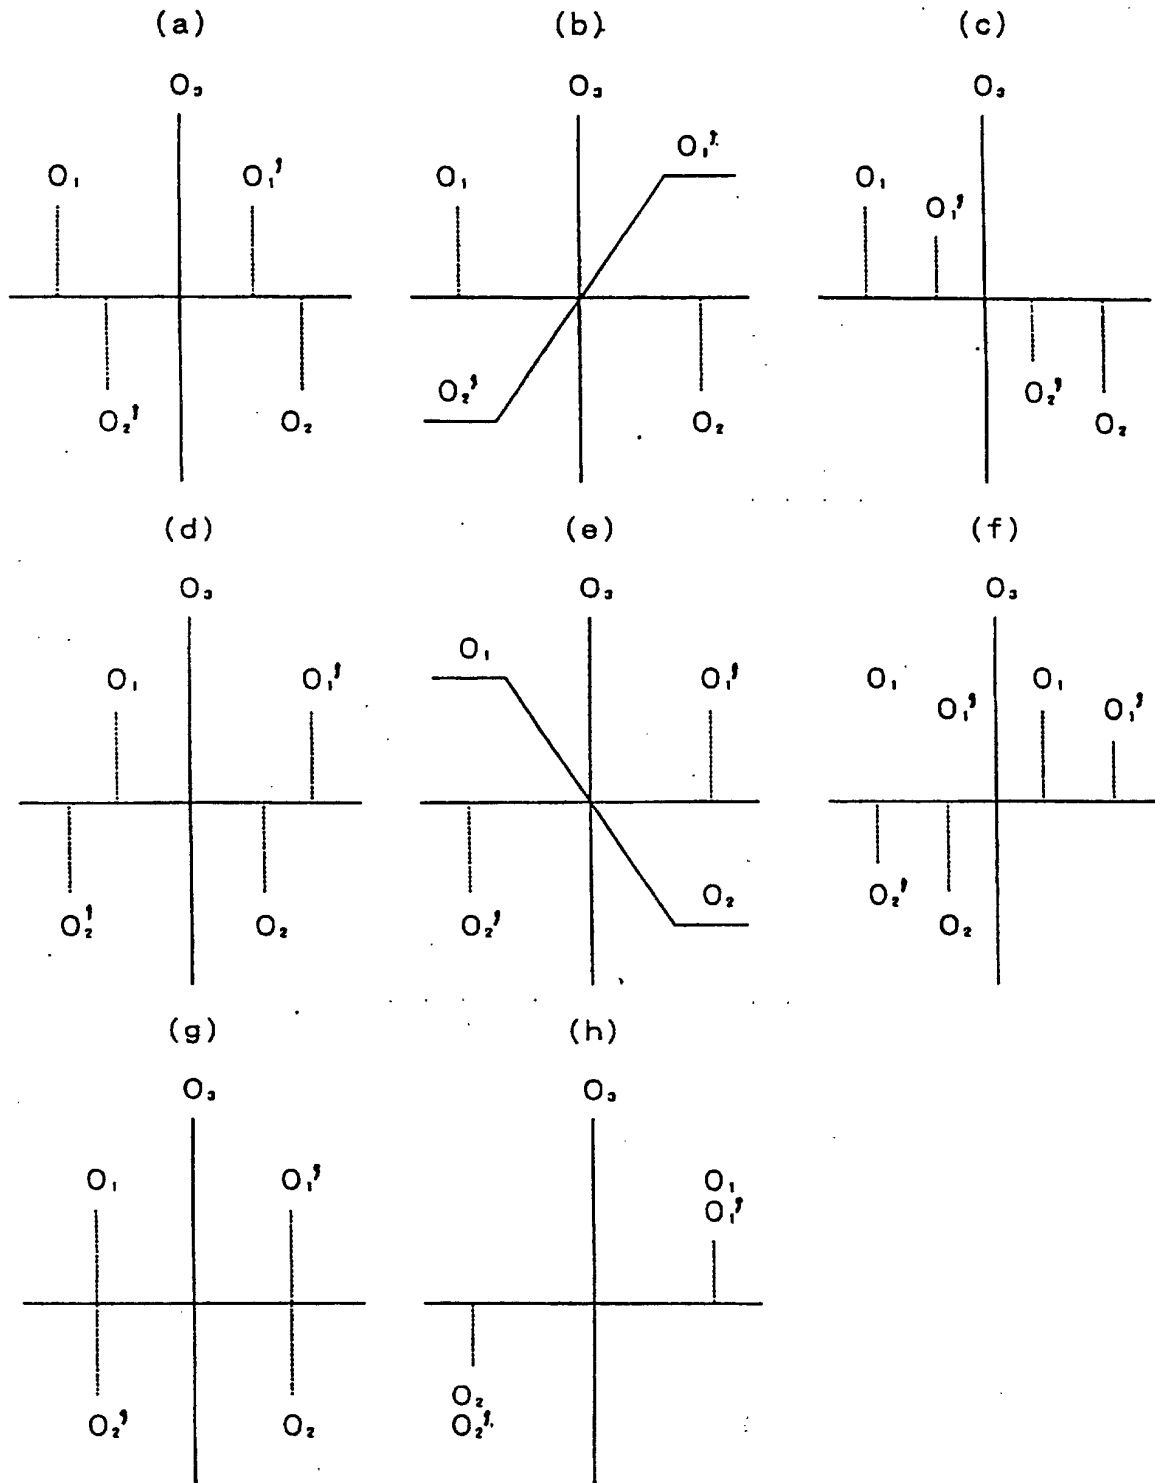 (a) (b) (c)
O₃ O₃ O₃
O₁ O₁' O₁ O₁' O₁ O₁'
O₂' O₂ O₂' O₂ O₂' O₂
(d) (e) (f)
O₃ O₃ O₃
O₁ O₁' O₁ O₁' O₁ O₁' O₁ O₁'
O₂' O₂ O₂' O₂ O₂' O₂
(g) (h)
O₃ O₃
O₁ O₁' O₁
O₁'
O₂' O₂ O₂
O₂'